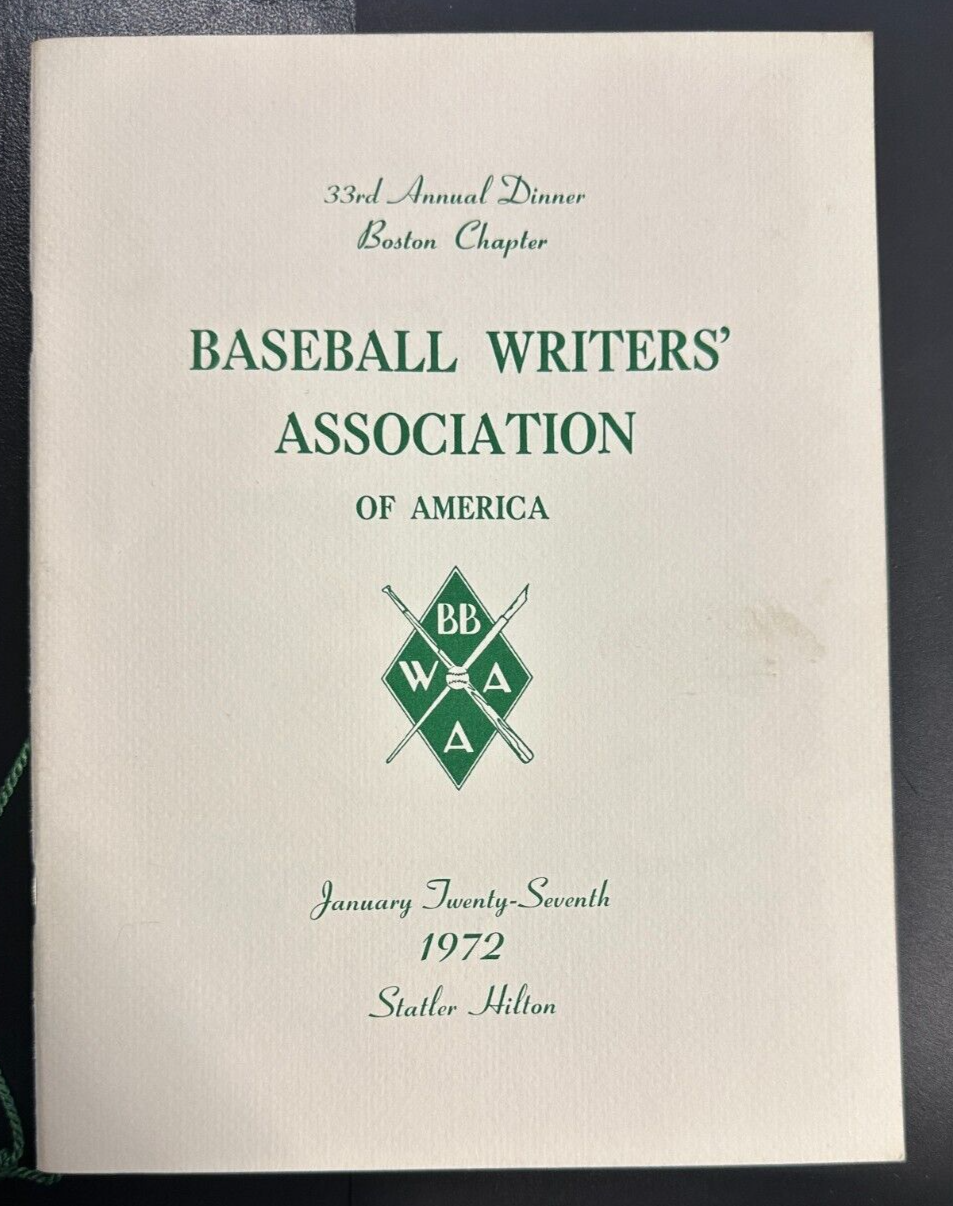 33rd Annual Dinner
Boston Chapter
BASEBALL WRITERS'
ASSOCIATION
OF AMERICA
BB
W A
A
January Twenty-Seventh
1972
Statler Hilton